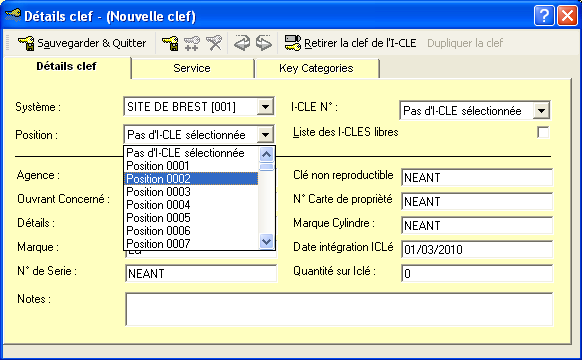 Détails clef - (Nouvelle clef)
Sauvegarder & Quitter Retirer la clef de l'I-CLE Dupliquer la clef
Détails clef Service Key Categories
Système : SITE DE BREST [001] I-CLE N° : Pas d'I-CLE sélectionnée
Position : Pas d'I-CLE sélectionnée Liste des I-CLES libres
Pas d'I-CLE sélectionnée
Position 0001
Position 0002
Position 0003
Position 0004
Position 0005
Position 0006
Position 0007
Agence : Clé non reproductible NEANT
Ouvrant Concerné : N° Carte de propriété NEANT
Détails : Marque Cylindre : NEANT
Marque : Date intégration ICLé 01/03/2010
N° de Serie : NEANT Quantité sur Iclé : 0
Notes :